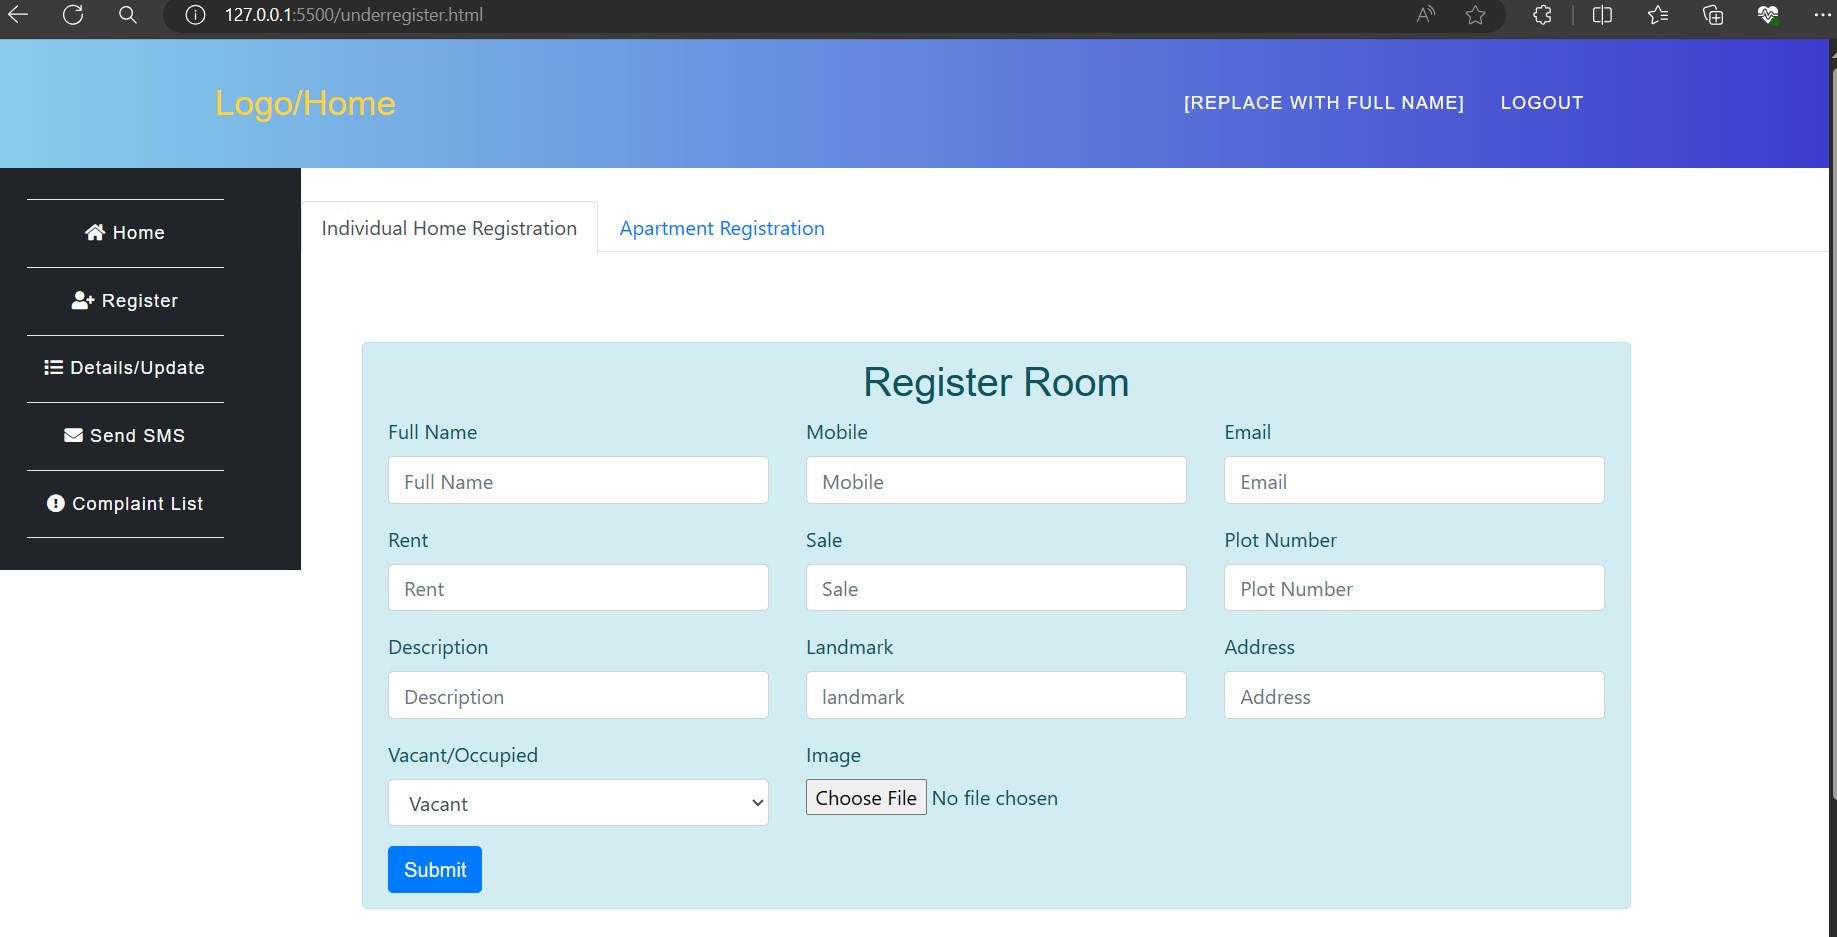 127.0.0.1:5500/underregister.html
Logo/Home
[REPLACE WITH FULL NAME] LOGOUT
Home
Register
Details/Update
Send SMS
Complaint List
Individual Home Registration Apartment Registration
Register Room
Full Name Mobile Email
Full Name Mobile Email
Rent Sale Plot Number
Rent Sale Plot Number
Description Landmark Address
Description landmark Address
Vacant/Occupied Image
Vacant Choose File No file chosen
Submit